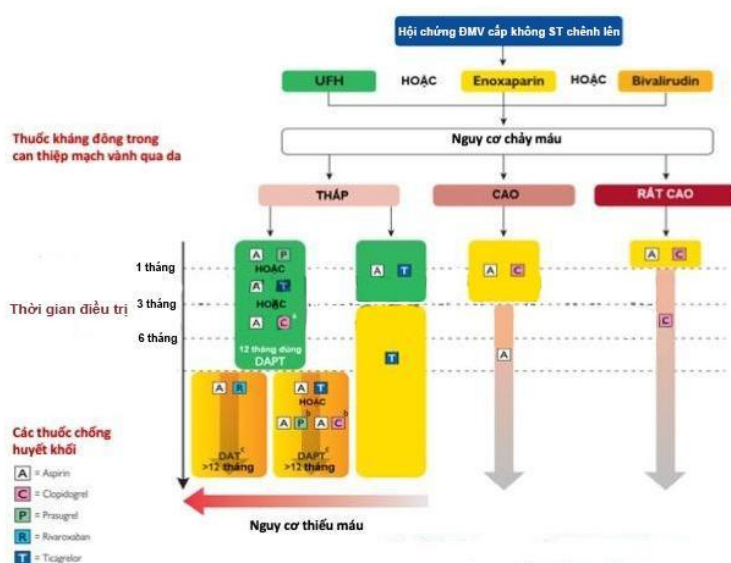 Hội chứng ĐMV cấp không ST chênh lên
UFH HOẶC Enoxaparin HOẶC Bivalirudin
Thuốc kháng đông trong
can thiệp mạch vành qua da
Nguy cơ chảy máu
THẤP CAO RẤT CAO
A P
HOẶC
A T
HOẶC
A C a
12 tháng dùng
DAPT
A T
A C
A C
1 tháng
3 tháng
6 tháng
Thời gian điều trị
T
A
C
A R
DAT c
>12 tháng
A T
HOẶC
A P b A C b
DAPT c
>12 tháng
Các thuốc chống
huyết khối
A = Aspirin
C = Clopidogrel
P = Prasugrel
R = Rivaroxaban
T = Ticagrelor
Nguy cơ thiếu máu